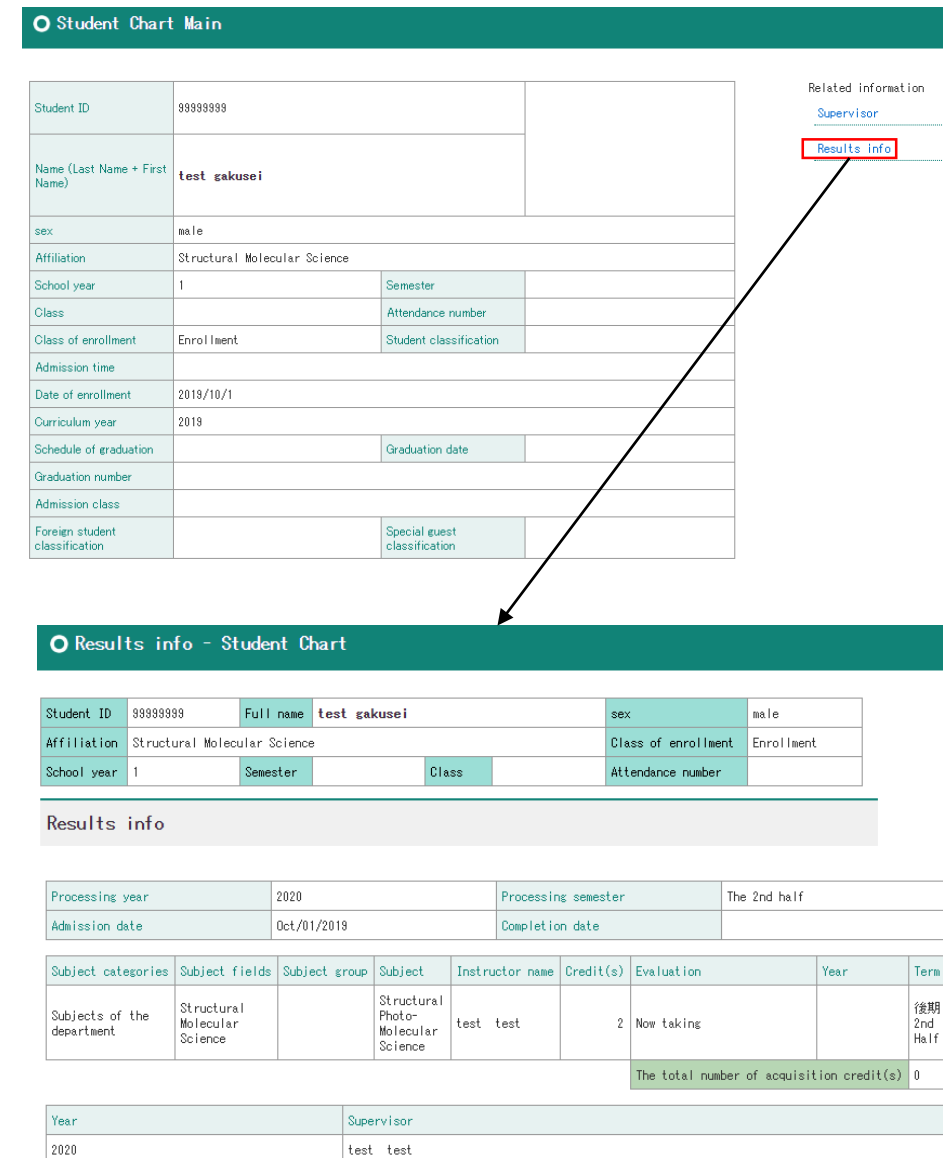 Student Chart Main
Related information
Supervisor
Results info
Student ID 99999999
Name (Last Name + First
Name) test gakusei
sex male
Affiliation Structural Molecular Science
School year 1 Semester
Class Attendance number
Class of enrollment Enrollment Student classification
Admission time
Date of enrollment 2019/10/1
Curriculum year 2019
Schedule of graduation Graduation date
Graduation number
Admission class
Foreign student
classification
Special guest
classification
Results info - Student Chart
Student ID 99999999 Full name test gakusei sex male
Affiliation Structural Molecular Science Class of enrollment Enrollment
School year 1 Semester Class Attendance number
Results info
Processing year 2020 Processing semester The 2nd half
Admission date Oct/01/2019 Completion date
Subject categories Subject fields Subject group Subject Instructor name Credit(s) Evaluation Year Term
Subjects of the
department
Structural
Molecular
Science
Structural
Photo-
Molecular
Science
test test
2
Now taking
後期
2nd
Half
The total number of acquisition credit(s) 0
Year Supervisor
2020 test test